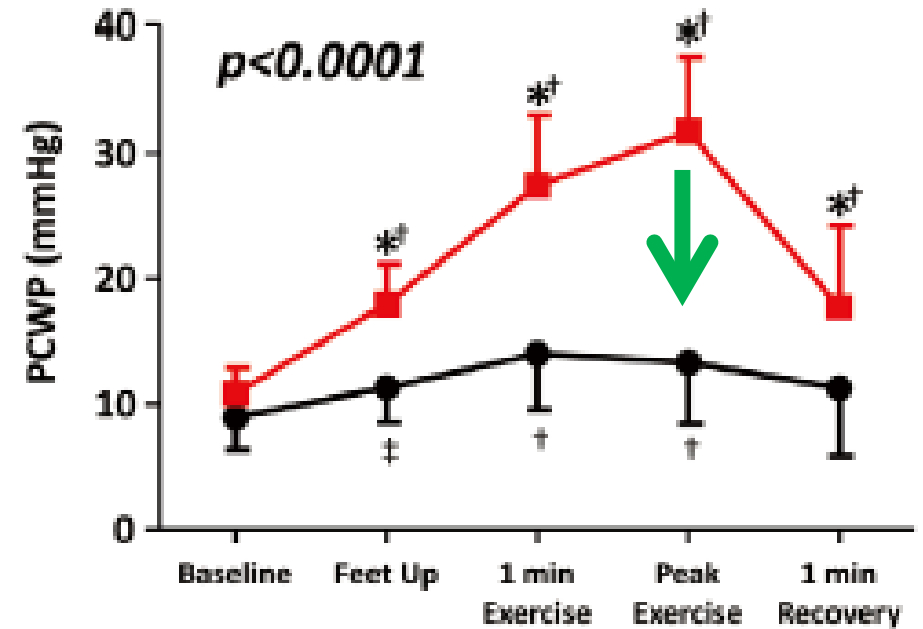 40
p<0.0001
*†
*†
30
*†
*†
20
10
‡
†
†
0
PCWP (mmHg)
Baseline
Feet Up
1 min
Exercise
Peak
Exercise
1 min
Recovery